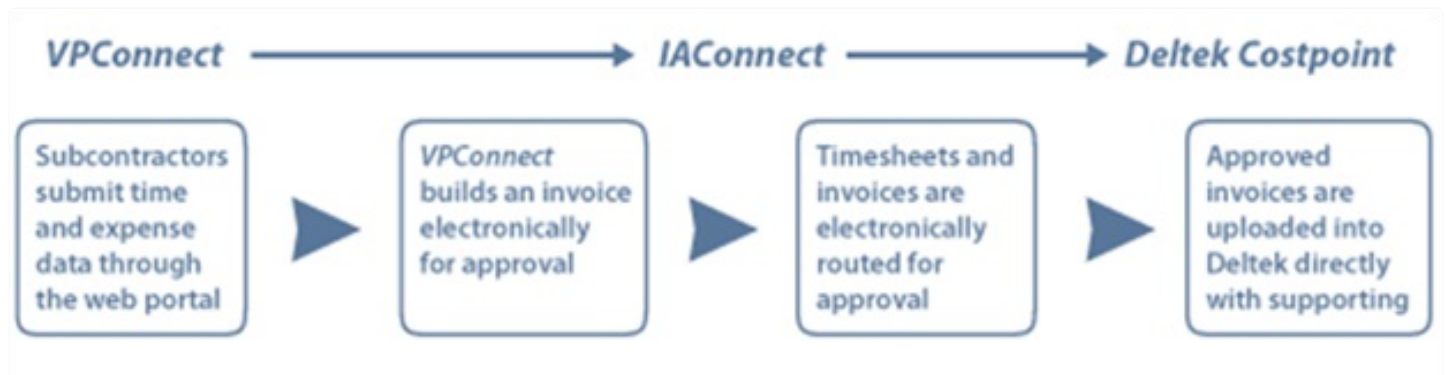 VPConnect IAConnect Deltek Costpoint
Subcontractors
submit time
and expense
data through
the web portal
VPConnect
builds an invoice
electronically
for approval
Timesheets and
invoices are
electronically
routed for
approval
Approved
invoices are
uploaded into
Deltek directly
with supporting